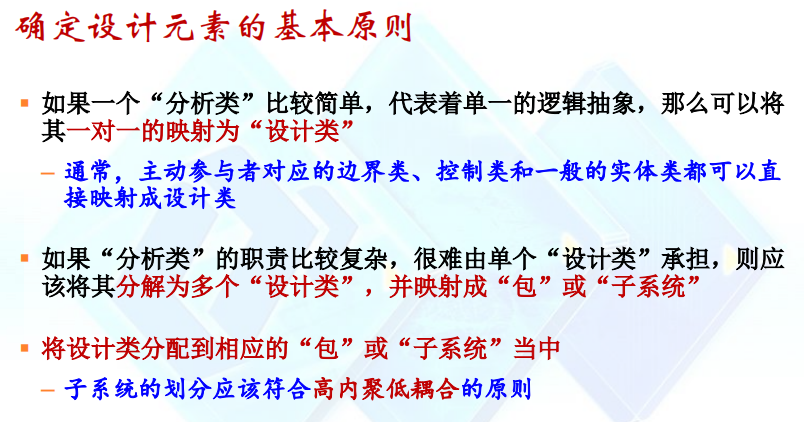 确定设计元素的基本原则
▪ 如果一个“分析类”比较简单，代表着单一的逻辑抽象，那么可以将
其一对一的映射为“设计类”
– 通常，主动参与者对应的边界类、控制类和一般的实体类都可以直
接映射成设计类
▪ 如果“分析类”的职责比较复杂，很难由单个“设计类”承担，则应
该将其分解为多个“设计类”，并映射成“包”或“子系统”
▪ 将设计类分配到相应的“包”或“子系统”当中
– 子系统的划分应该符合高内聚低耦合的原则